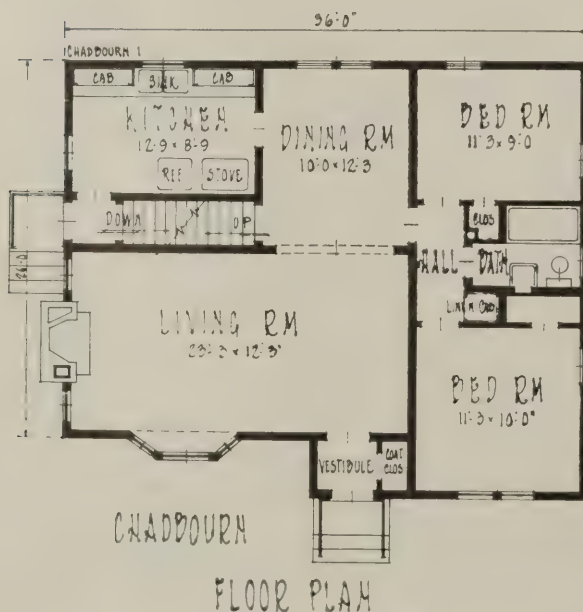 36'-0"
CHADBOURN 1
CAB
SINK
CAB
KITCHEN
12-9 x 8-9
REF
STOVE
DINING RM
10-0 x 12-3
BED RM
11'-3 x 9-0
DOWN
UP
CLOS
HALL
BATH
26-0
LIVING RM
23-3 x 12'-3"
LINEN CLOS
BED RM
11'-3 x 10'-0"
VESTIBULE
COAT
CLOS
CHADBOURN
FLOOR PLAN